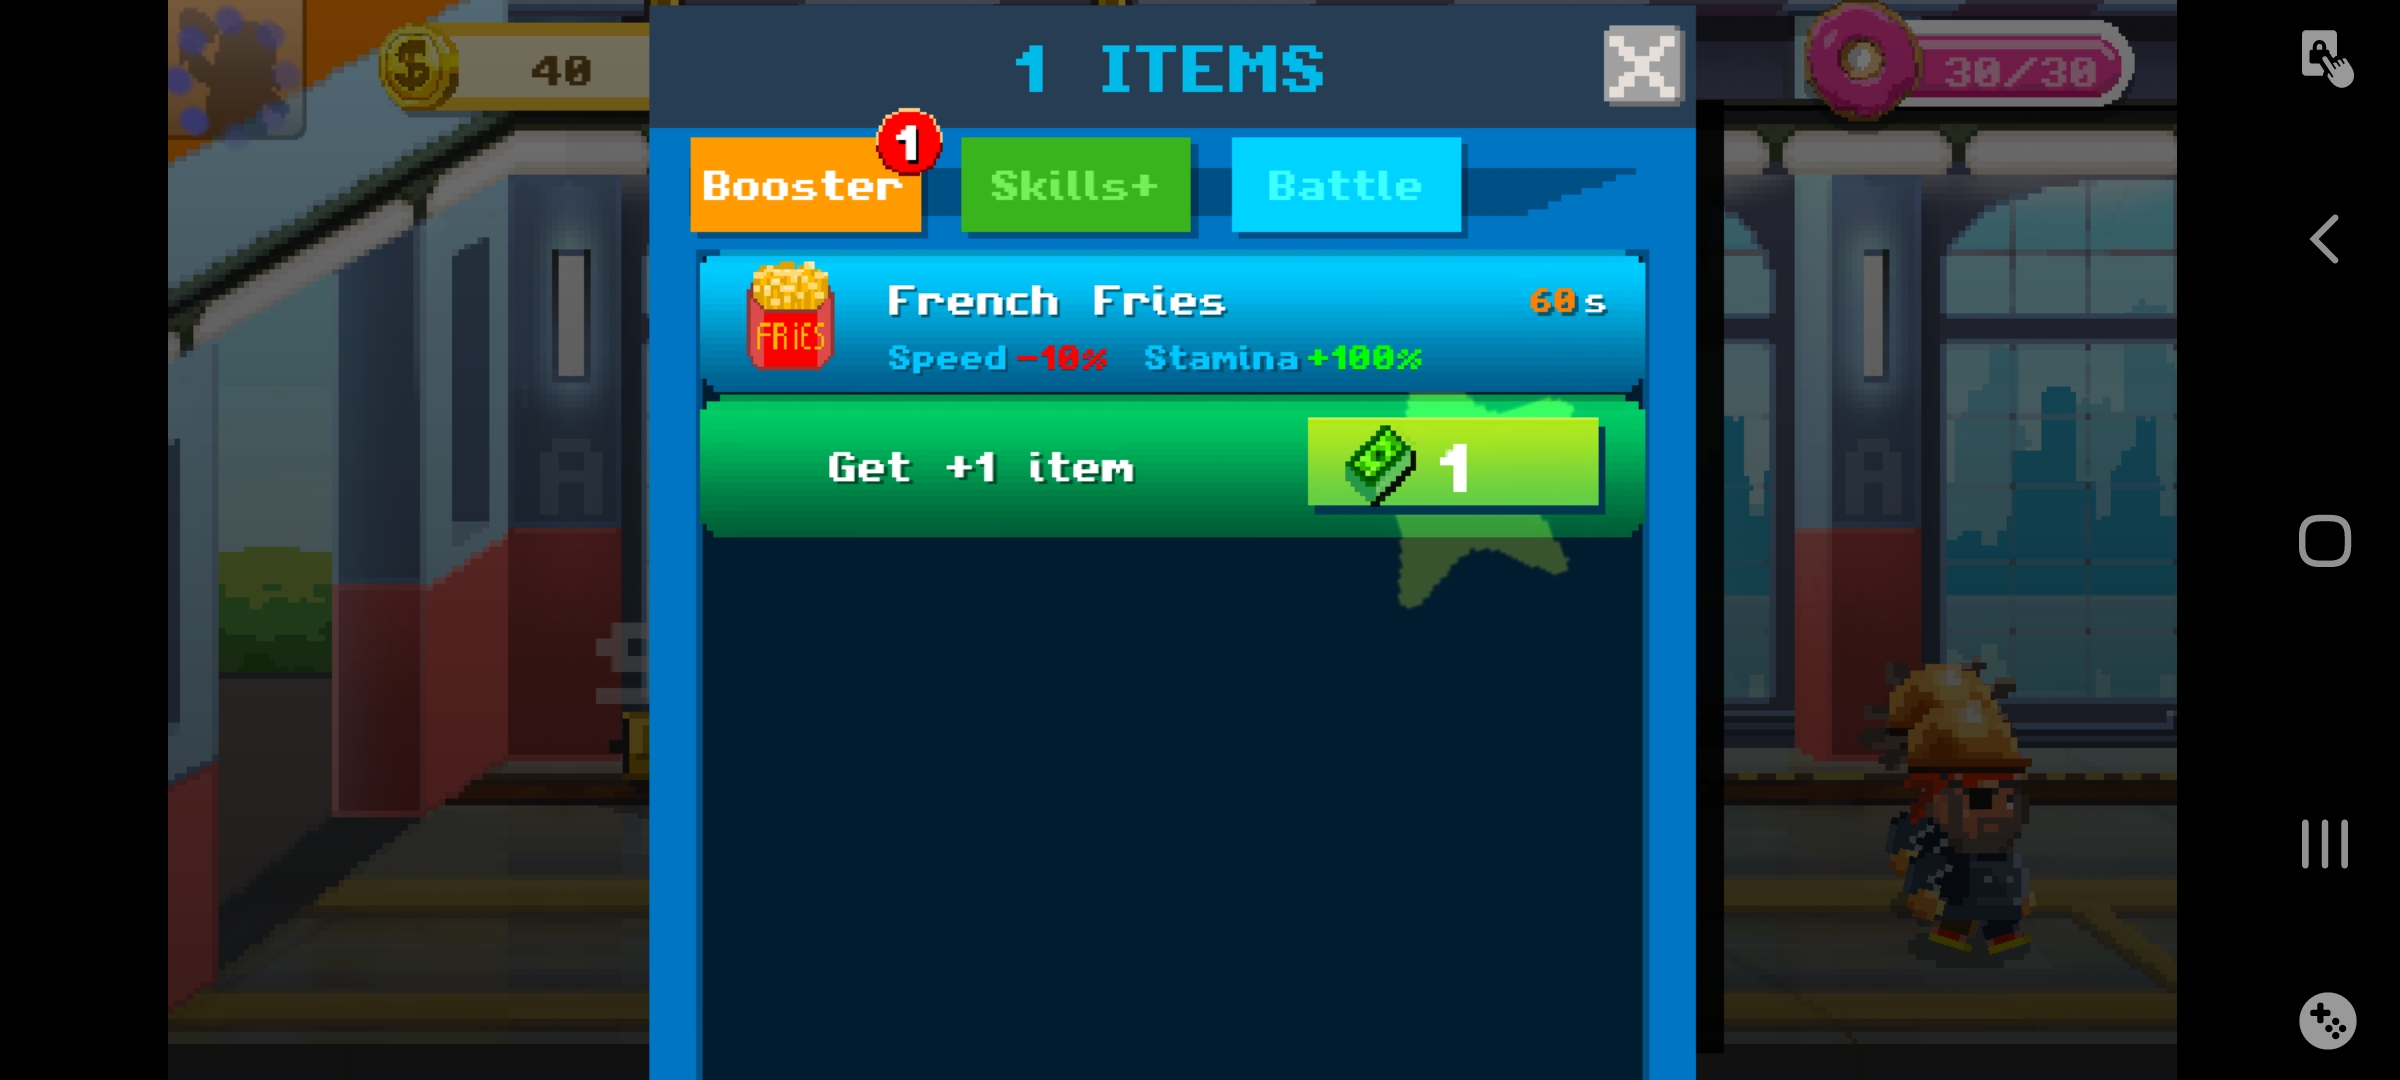 40
1 ITEMS
30/30
Booster
1
Skills+
Battle
FRIES
French Fries
60s
Speed -10% Stamina +100%
Get +1 item
1
A
A